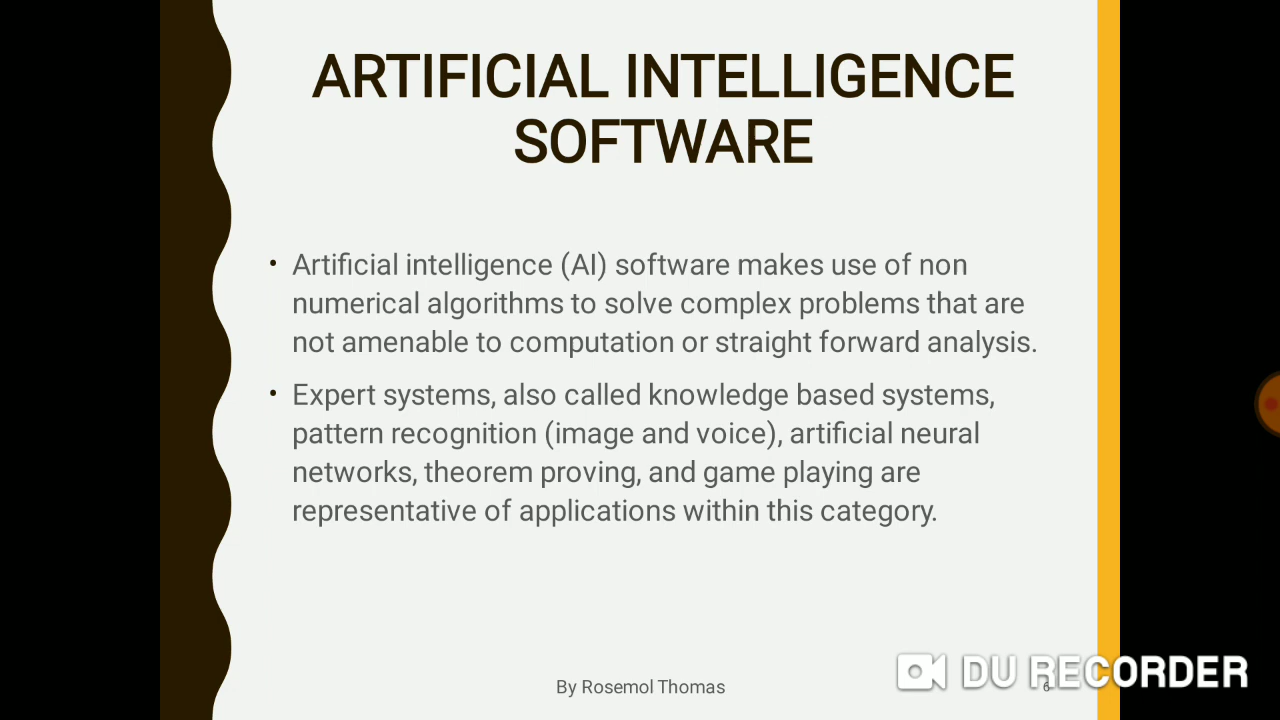 ARTIFICIAL INTELLIGENCE
SOFTWARE
• Artificial intelligence (AI) software makes use of non
numerical algorithms to solve complex problems that are
not amenable to computation or straight forward analysis.
• Expert systems, also called knowledge based systems,
pattern recognition (image and voice), artificial neural
networks, theorem proving, and game playing are
representative of applications within this category.
By Rosemol Thomas
6
DU RECORDER